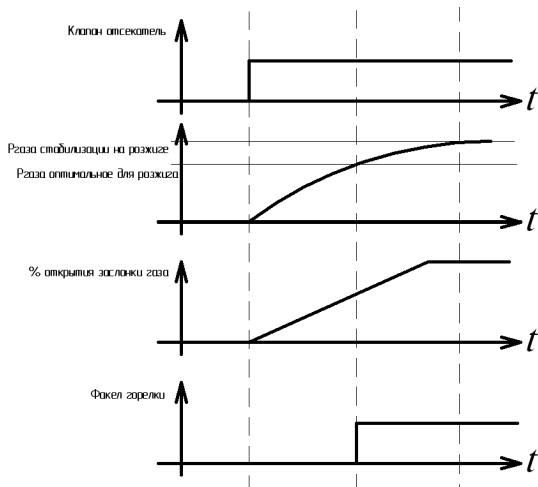 Клапан отсекатель
t
Pгаза стабилизации на розжиге
Pгаза оптимальное для розжига
t
% открытия заслонки газа
t
Факел горелки
t